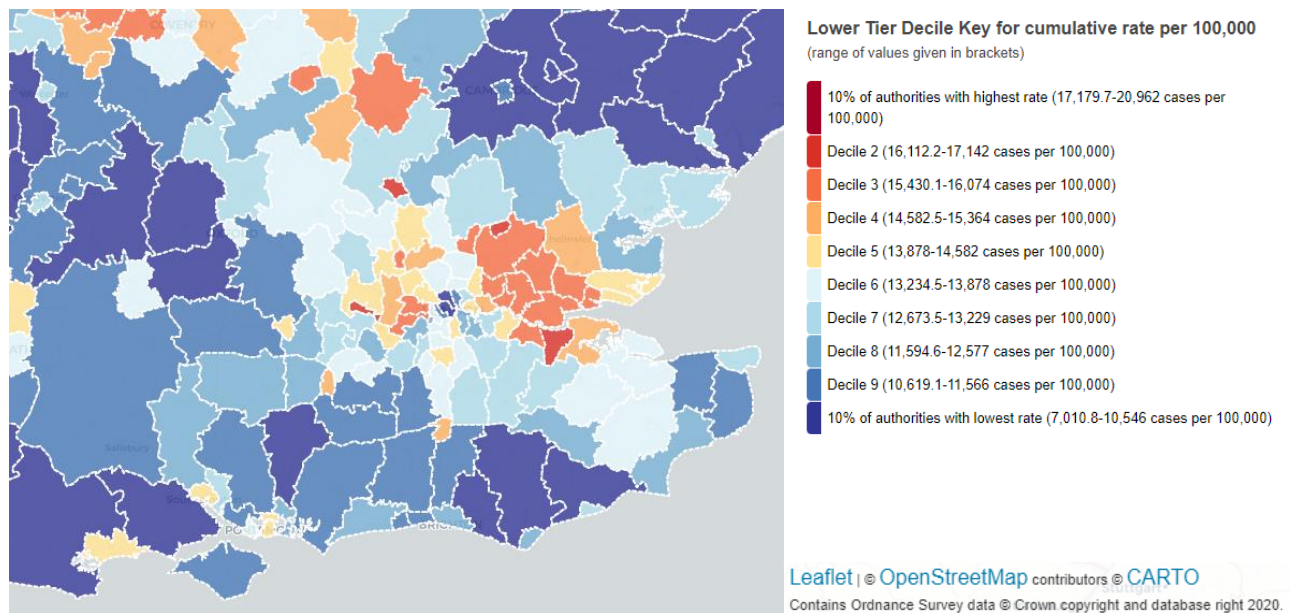 COVENTRY
Lower Tier Decile Key for cumulative rate per 100,000
(range of values given in brackets)
10% of authorities with highest rate (17,179.7-20,962 cases per
100,000)
Decile 2 (16,112.2-17,142 cases per 100,000)
Decile 3 (15,430.1-16,074 cases per 100,000)
Decile 4 (14,582.5-15,364 cases per 100,000)
Decile 5 (13,878-14,582 cases per 100,000)
Decile 6 (13,234.5-13,878 cases per 100,000)
Decile 7 (12,673.5-13,229 cases per 100,000)
Decile 8 (11,594.6-12,577 cases per 100,000)
Decile 9 (10,619.1-11,566 cases per 100,000)
10% of authorities with lowest rate (7,010.8-10,546 cases per 100,000)
Salisbury
Leaflet | © OpenStreetMap contributors © CARTO
Contains Ordnance Survey data © Crown copyright and database right 2020.